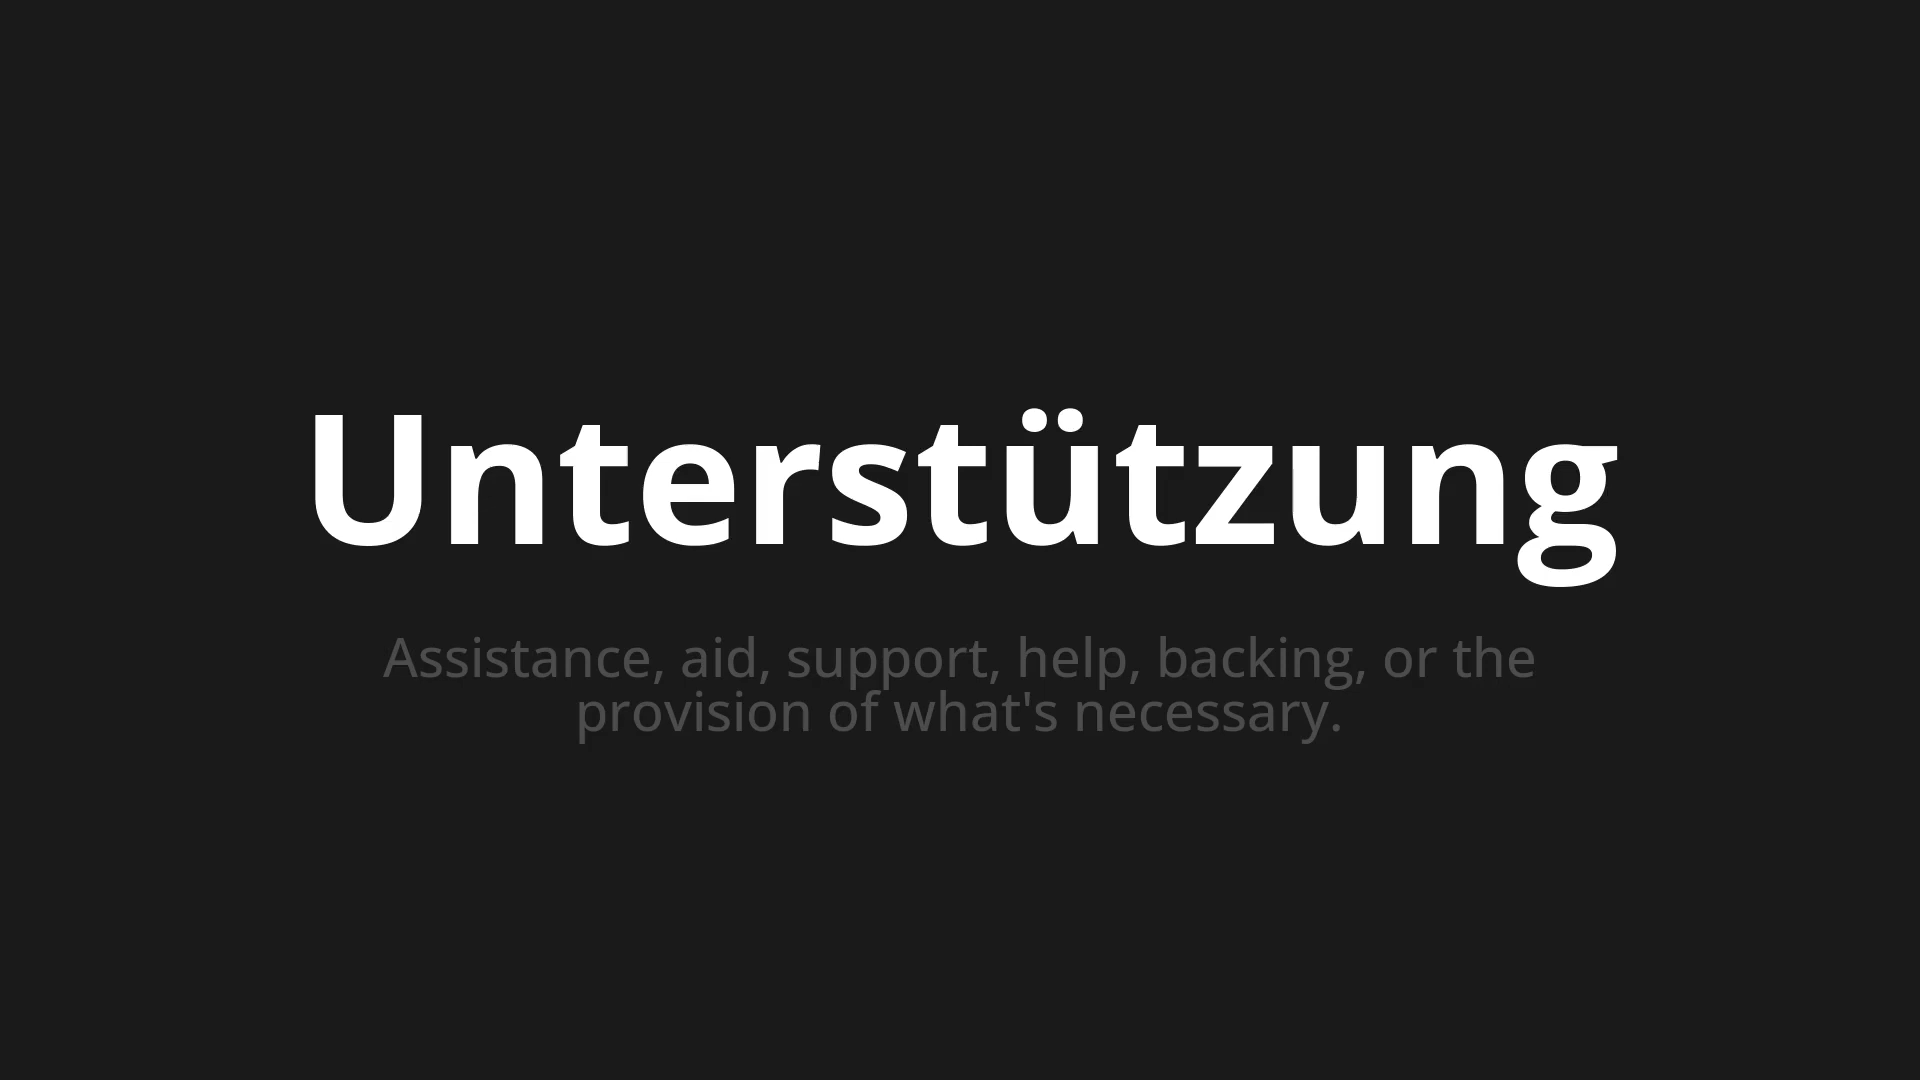 Unterstützung
Assistance, aid, support, help, backing, or the
provision of what's necessary.